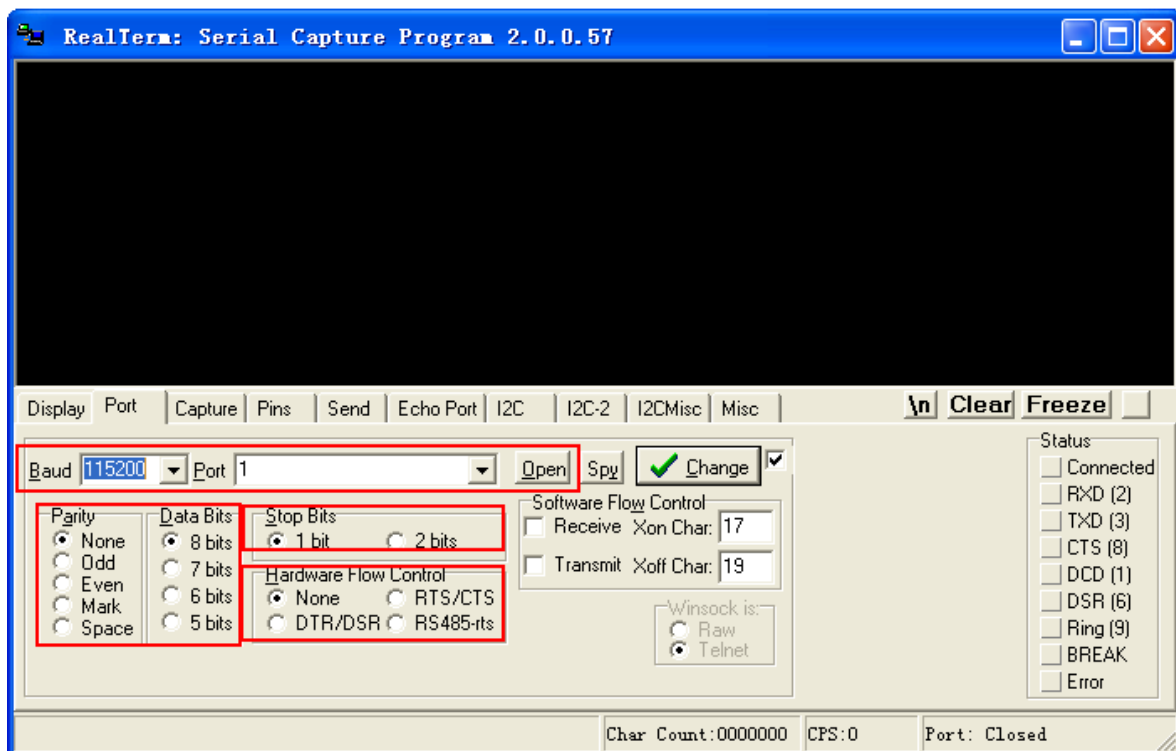 RealTerm: Serial Capture Program 2.0.0.57
Display Port Capture Pins Send Echo Port I2C I2C-2 I2CMisc Misc \n Clear Freeze
Baud 115200 Port 1 Open Spy Change
Parity
None
Odd
Even
Mark
Space
Data Bits
8 bits
7 bits
6 bits
5 bits
Stop Bits
1 bit 2 bits
Hardware Flow Control
None RTS/CTS
DTR/DSR RS485-rts
Software Flow Control
Receive Xon Char: 17
Transmit Xoff Char: 19
Winsock is:
Raw
Telnet
Status
Connected
RXD (2)
TXD (3)
CTS (8)
DCD (1)
DSR (6)
Ring (9)
BREAK
Error
Char Count:0000000 CPS:0 Port: Closed